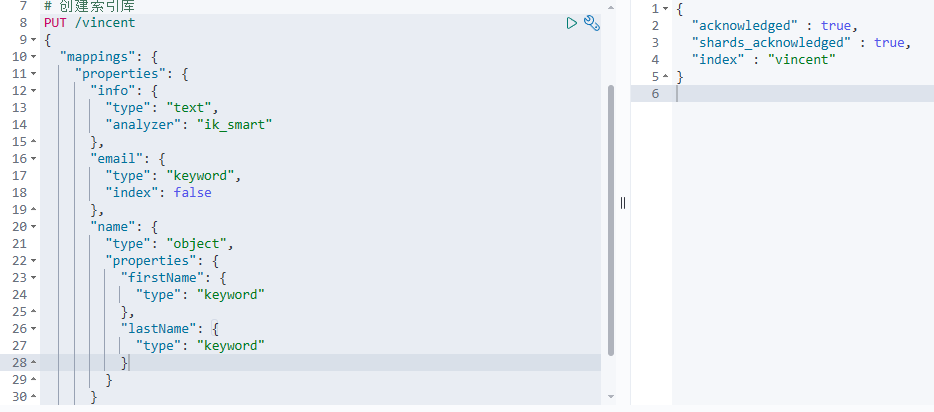 7 # 创建索引库
8 PUT /vincent
9 {
10 "mappings": {
11 "properties": {
12 "info": {
13 "type": "text",
14 "analyzer": "ik_smart"
15 },
16 "email": {
17 "type": "keyword",
18 "index": false
19 },
20 "name": {
21 "type": "object",
22 "properties": {
23 "firstName": {
24 "type": "keyword"
25 },
26 "lastName": {
27 "type": "keyword"
28 }
29 }
30 }
1 {
2 "acknowledged" : true,
3 "shards_acknowledged" : true,
4 "index" : "vincent"
5 }
6